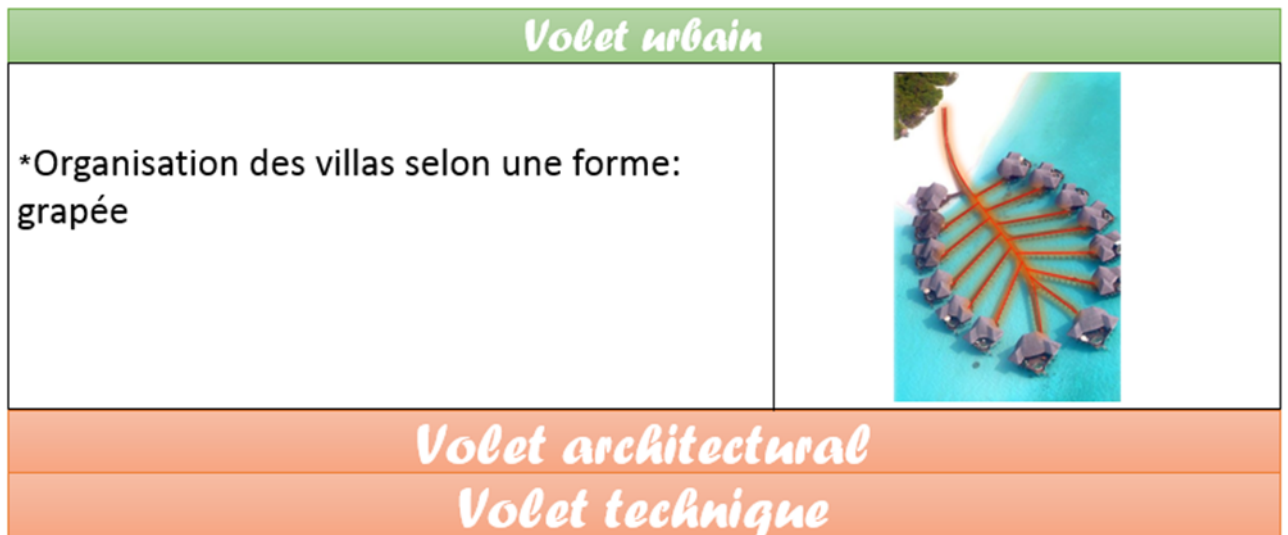 Volet urbain
*Organisation des villas selon une forme:
grapée
Volet architectural
Volet technique